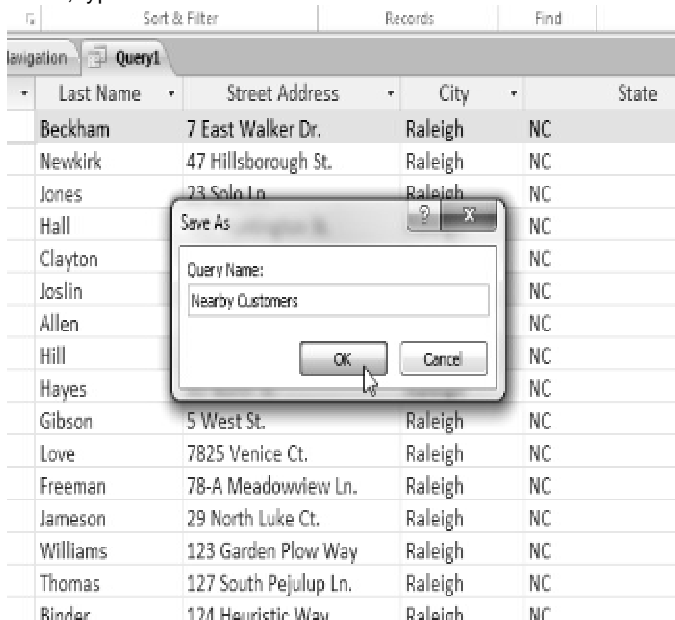 Sort & Filter Records Find
Navigation Query1
Last Name Street Address City State
Beckham 7 East Walker Dr. Raleigh NC
Newkirk 47 Hillsborough St. Raleigh NC
Jones 23 Solo Ln Raleigh NC
Hall NC
Clayton NC
Joslin NC
Allen NC
Hill NC
Hayes NC
Save As
?
X
Query Name:
Nearby Customers
OK Cancel
Gibson 5 West St. Raleigh NC
Love 7825 Venice Ct. Raleigh NC
Freeman 78-A Meadowview Ln. Raleigh NC
Jameson 29 North Luke Ct. Raleigh NC
Williams 123 Garden Plow Way Raleigh NC
Thomas 127 South Pejulup Ln. Raleigh NC
Binder 124 Heuristic Way Raleigh NC